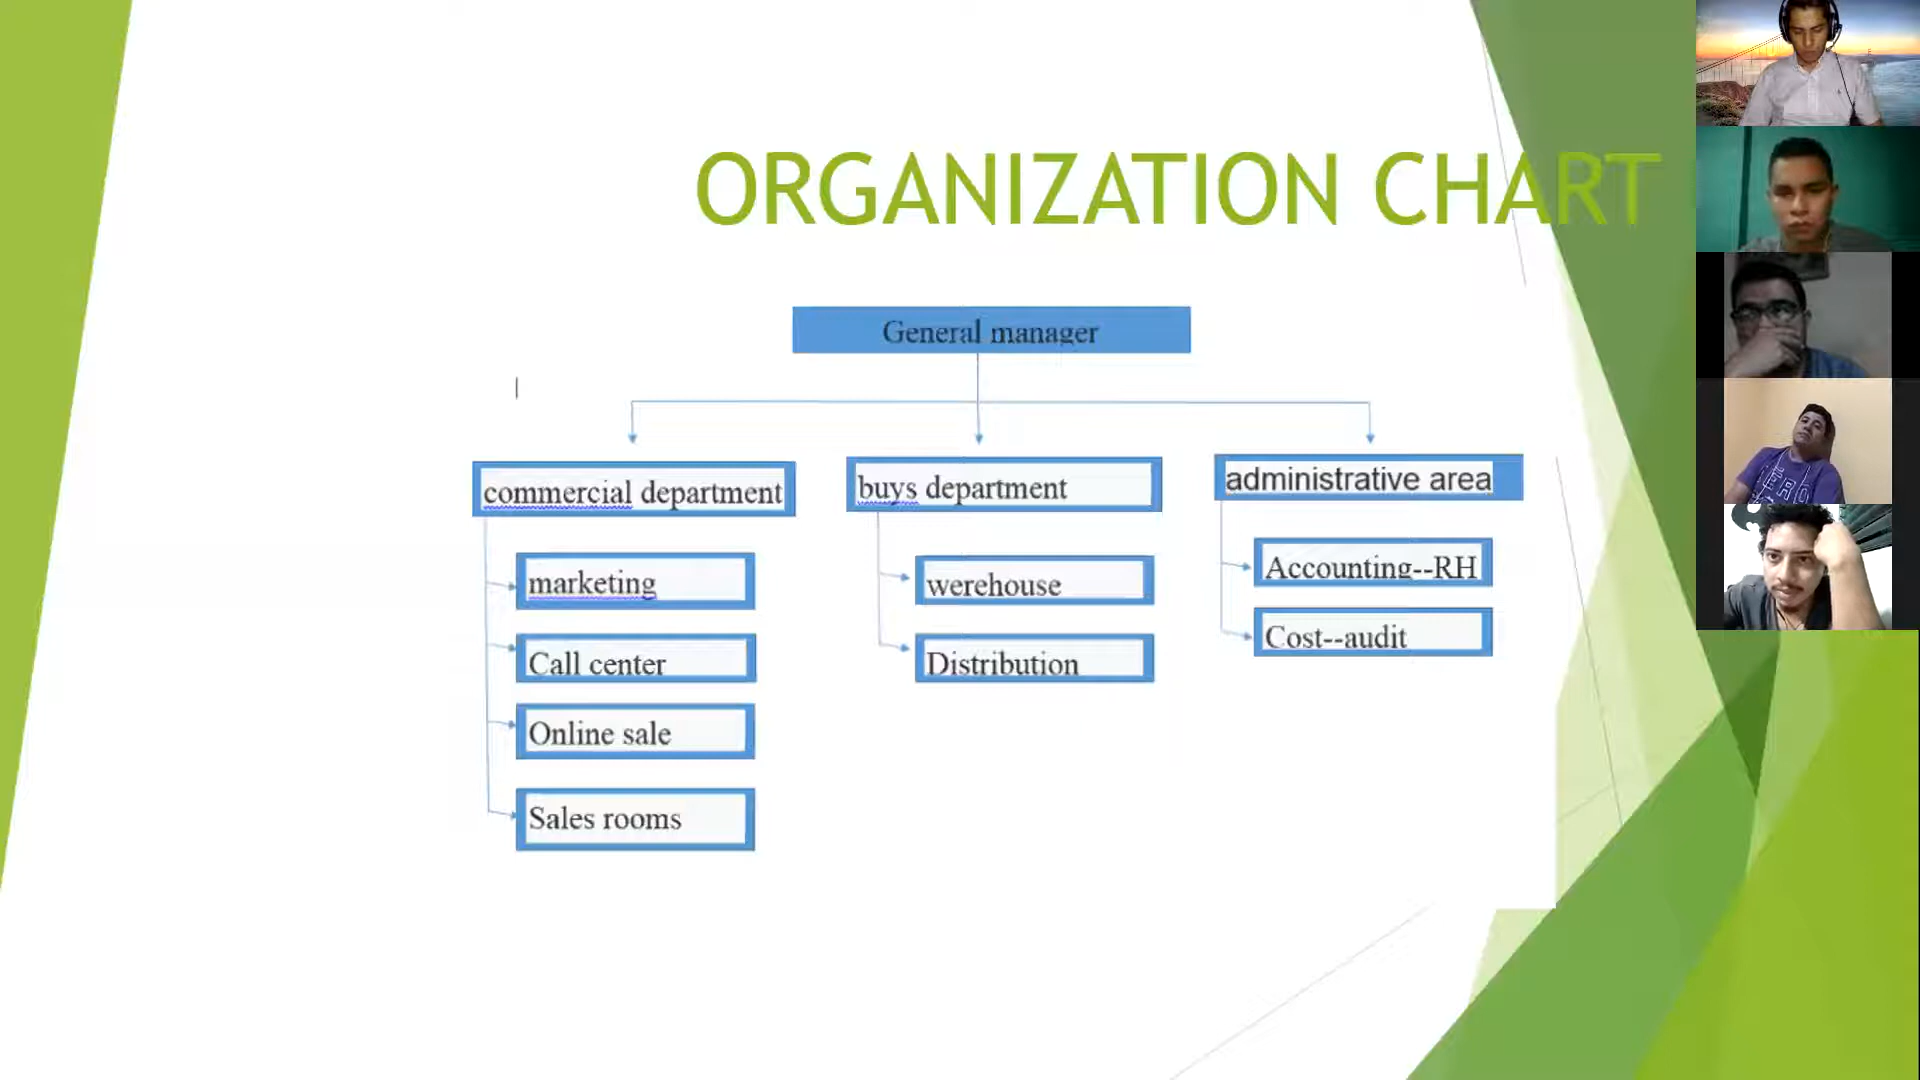 ORGANIZATION CHART
General manager
commercial department
marketing
Call center
Online sale
Sales rooms
buys department
werehouse
Distribution
administrative area
Accounting--RH
Cost--audit